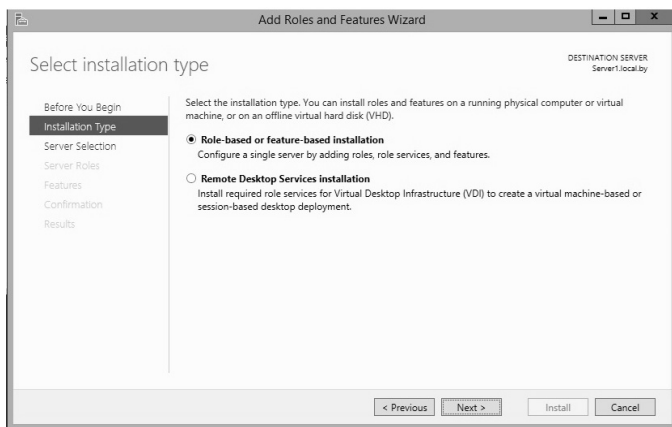 Add Roles and Features Wizard
Select installation type
DESTINATION SERVER
Server1.local.by
Before You Begin
Installation Type
Server Selection
Server Roles
Features
Confirmation
Results
Select the installation type. You can install roles and features on a running physical computer or virtual
machine, or on an offline virtual hard disk (VHD).
Role-based or feature-based installation
Configure a single server by adding roles, role services, and features.
Remote Desktop Services installation
Install required role services for Virtual Desktop Infrastructure (VDI) to create a virtual machine-based or
session-based desktop deployment.
< Previous
Next >
Install
Cancel